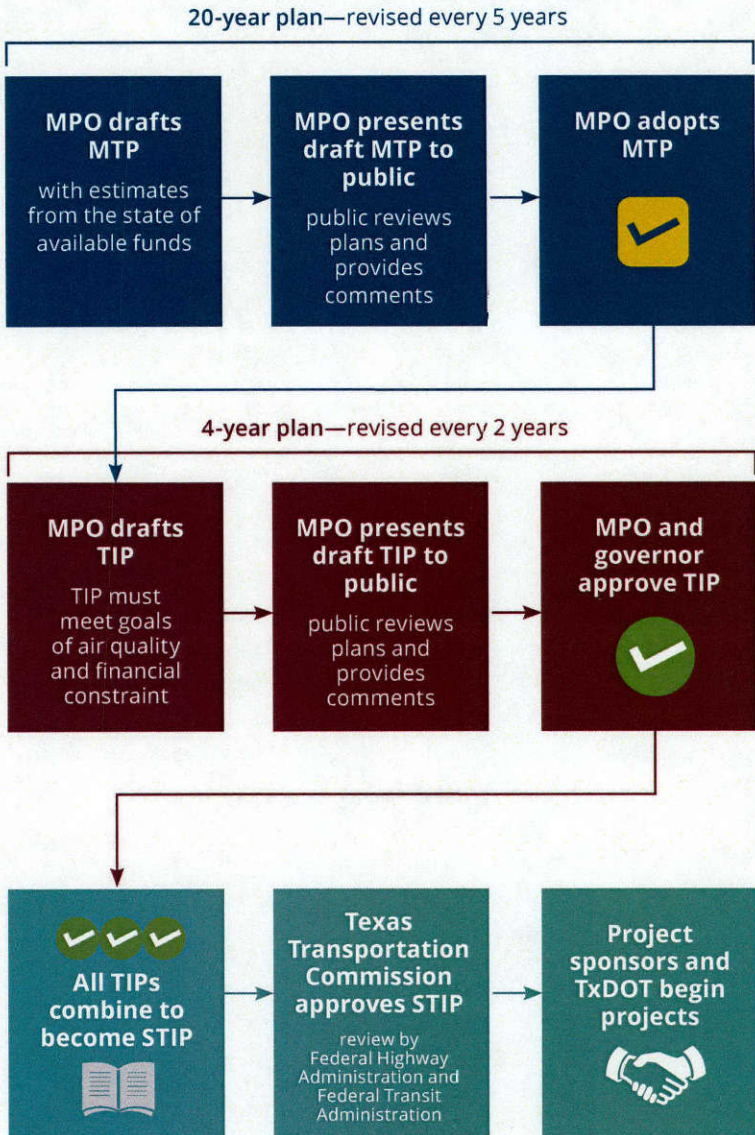 20-year plan—revised every 5 years
MPO drafts
MTP
with estimates
from the state of
available funds
MPO presents
draft MTP to
public
public reviews
plans and
provides
comments
MPO adopts
MTP
4-year plan—revised every 2 years
MPO drafts
TIP
TIP must
meet goals
of air quality
and financial
constraint
MPO presents
draft TIP to
public
public reviews
plans and
provides
comments
MPO and
governor
approve TIP
All TIPs
combine to
become STIP
Texas
Transportation
Commission
approves STIP
review by
Federal Highway
Administration and
Federal Transit
Administration
Project
sponsors and
TxDOT begin
projects